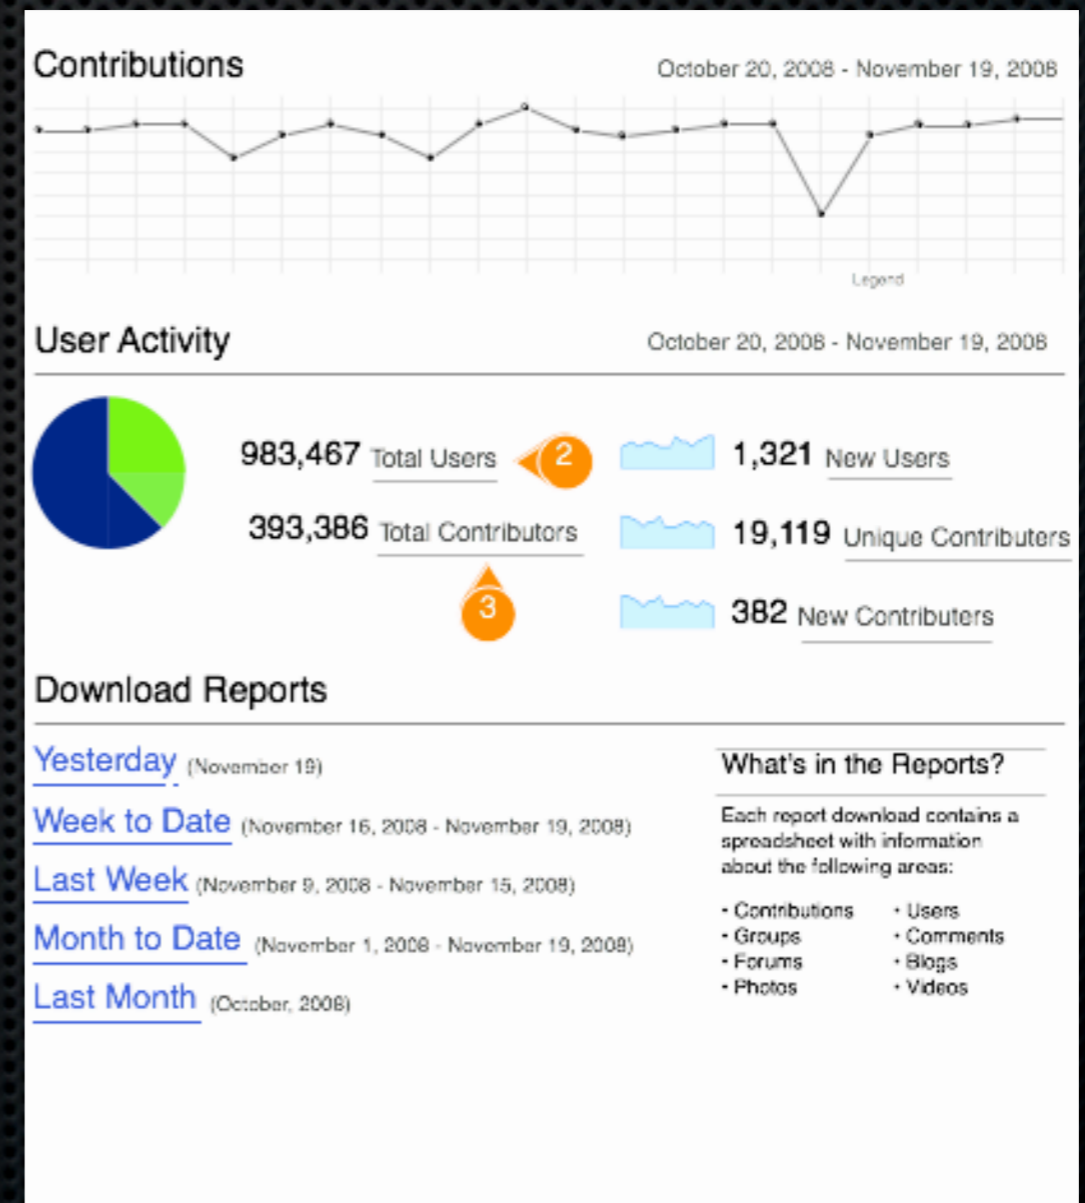 Contributions
October 20, 2008 - November 19, 2008
Legend
User Activity
October 20, 2008 - November 19, 2008
983,467 Total Users
2
1,321 New Users
393,386 Total Contributors
19,119 Unique Contributers
3
382 New Contributers
Download Reports
Yesterday (November 19)
Week to Date (November 16, 2008 - November 19, 2008)
Last Week (November 9, 2008 - November 15, 2008)
Month to Date (November 1, 2008 - November 19, 2008)
Last Month (October, 2008)
What's in the Reports?
Each report download contains a
spreadsheet with information
about the following areas:
• Contributions
• Groups
• Forums
• Photos
• Users
• Comments
• Blogs
• Videos